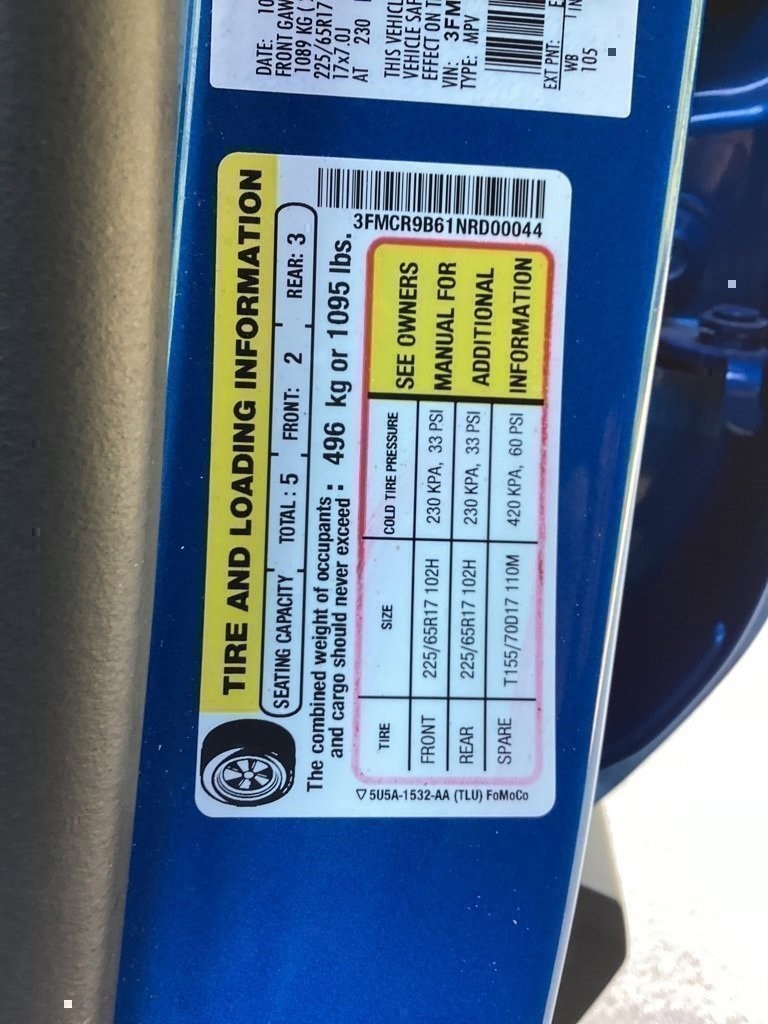 DATE: 10
FRONT GAW
1089 KG (
225/65R17
17x7.0J
AT 230
THIS VEHICL
VEHICLE SAF
EFFECT ON T
VIN: 3FM
TYPE: MPV
EXT PNT:
WB
105
TIRE AND LOADING INFORMATION
SEATING CAPACITY TOTAL : 5 FRONT: 2 REAR: 3
The combined weight of occupants
and cargo should never exceed : 496 kg or 1095 lbs.
3FMCR9B61NRD00044
TIRE SIZE COLD TIRE PRESSURE
FRONT 225/65R17 102H 230 KPA, 33 PSI
REAR 225/65R17 102H 230 KPA, 33 PSI
SPARE T155/70D17 110M 420 KPA, 60 PSI
SEE OWNERS
MANUAL FOR
ADDITIONAL
INFORMATION
5U5A-1532-AA (TLU) FoMoCo